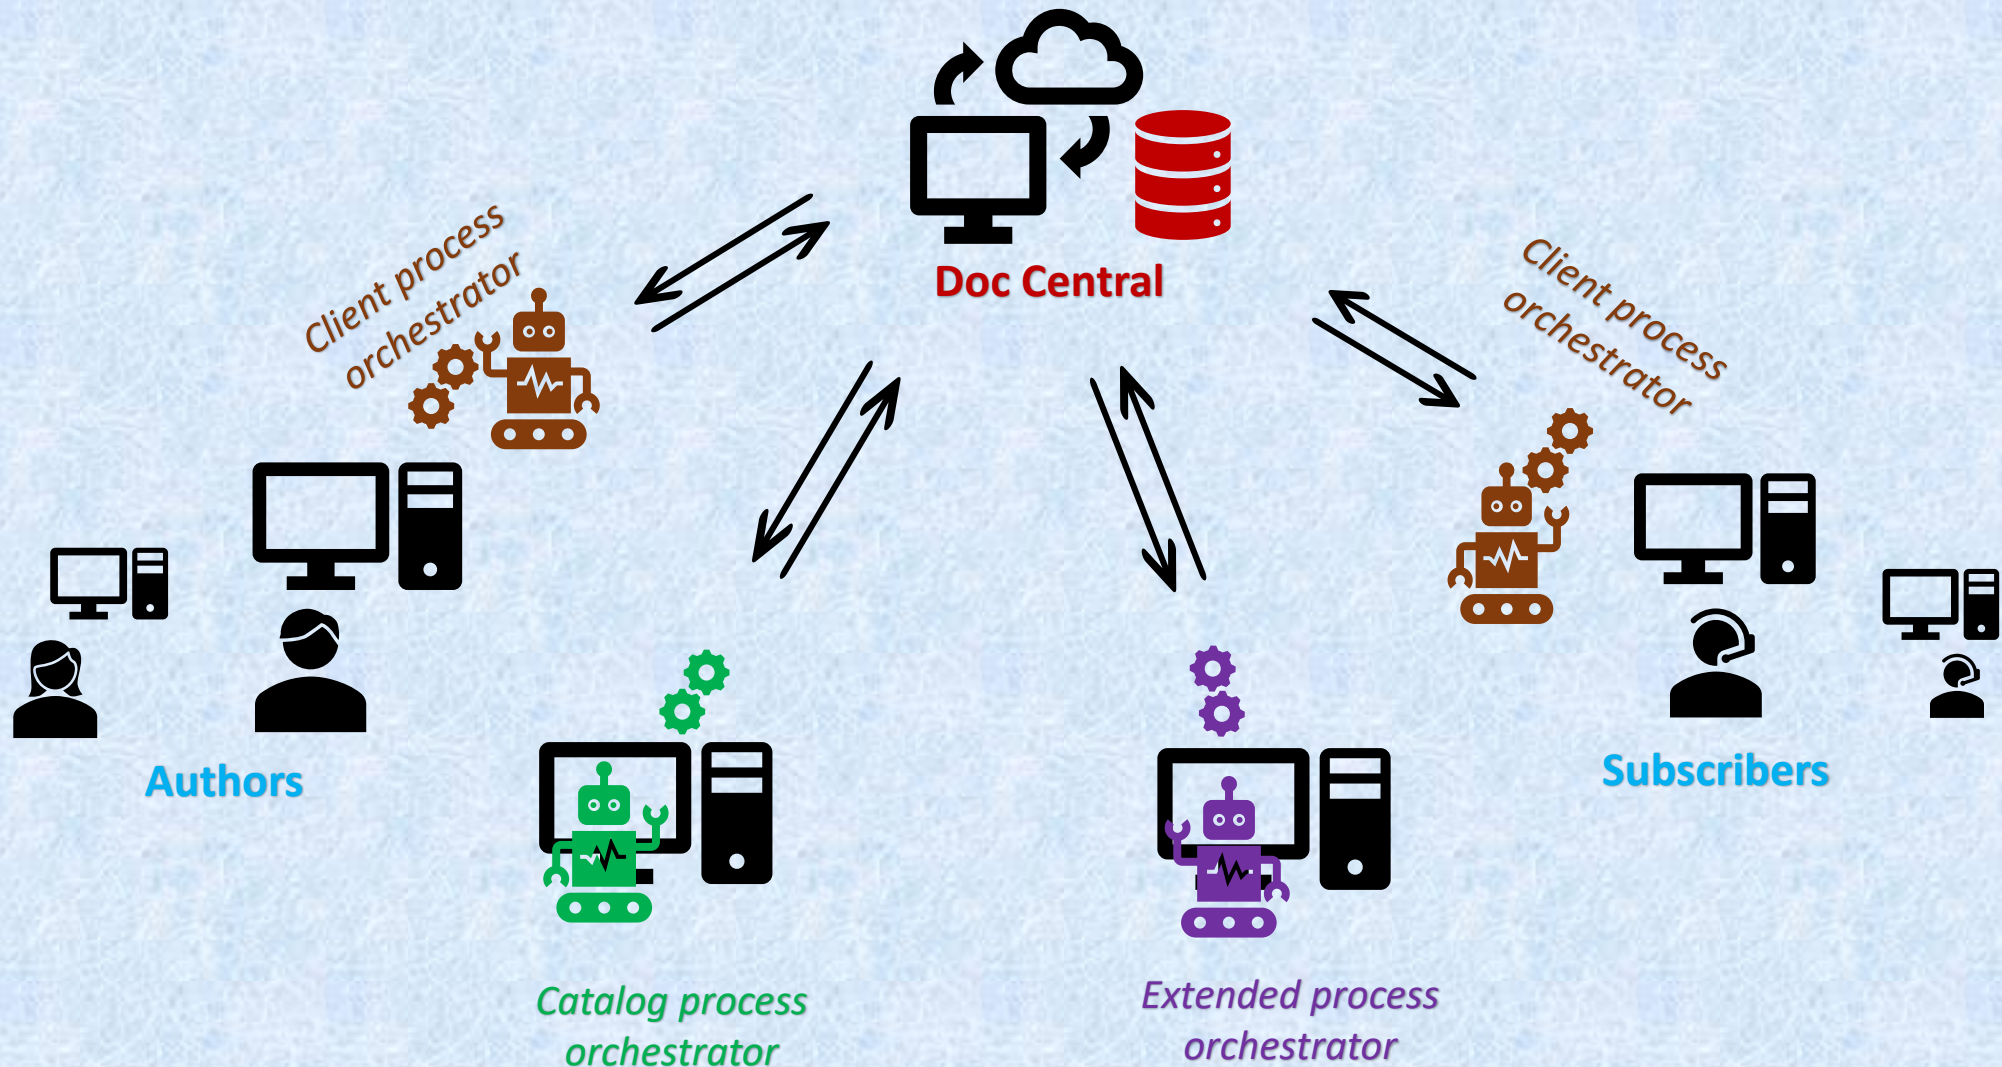 Doc Central
Client process
orchestrator
Client process
orchestrator
Authors
Subscribers
Catalog process
orchestrator
Extended process
orchestrator